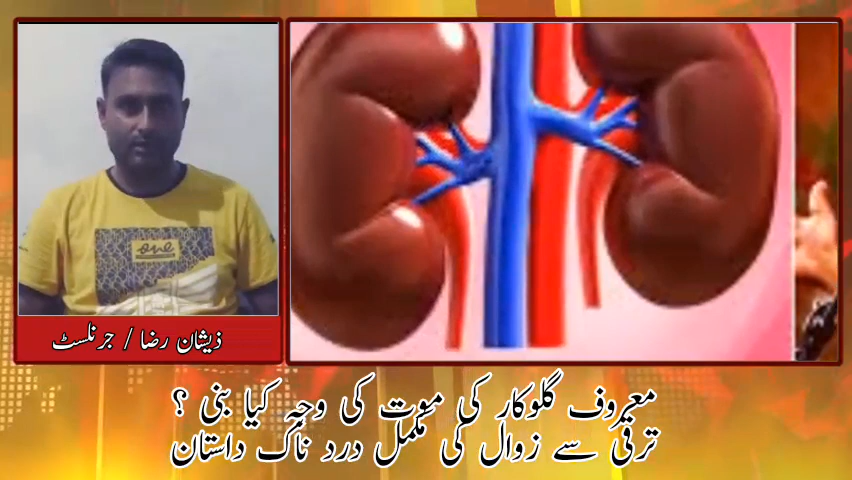 one
ذیشان رضا / جرنلسٹ
معروف گلوکار کی موت کی وجہ کیا بنی ؟
ترقی سے زوال کی مکمل درد ناک داستان